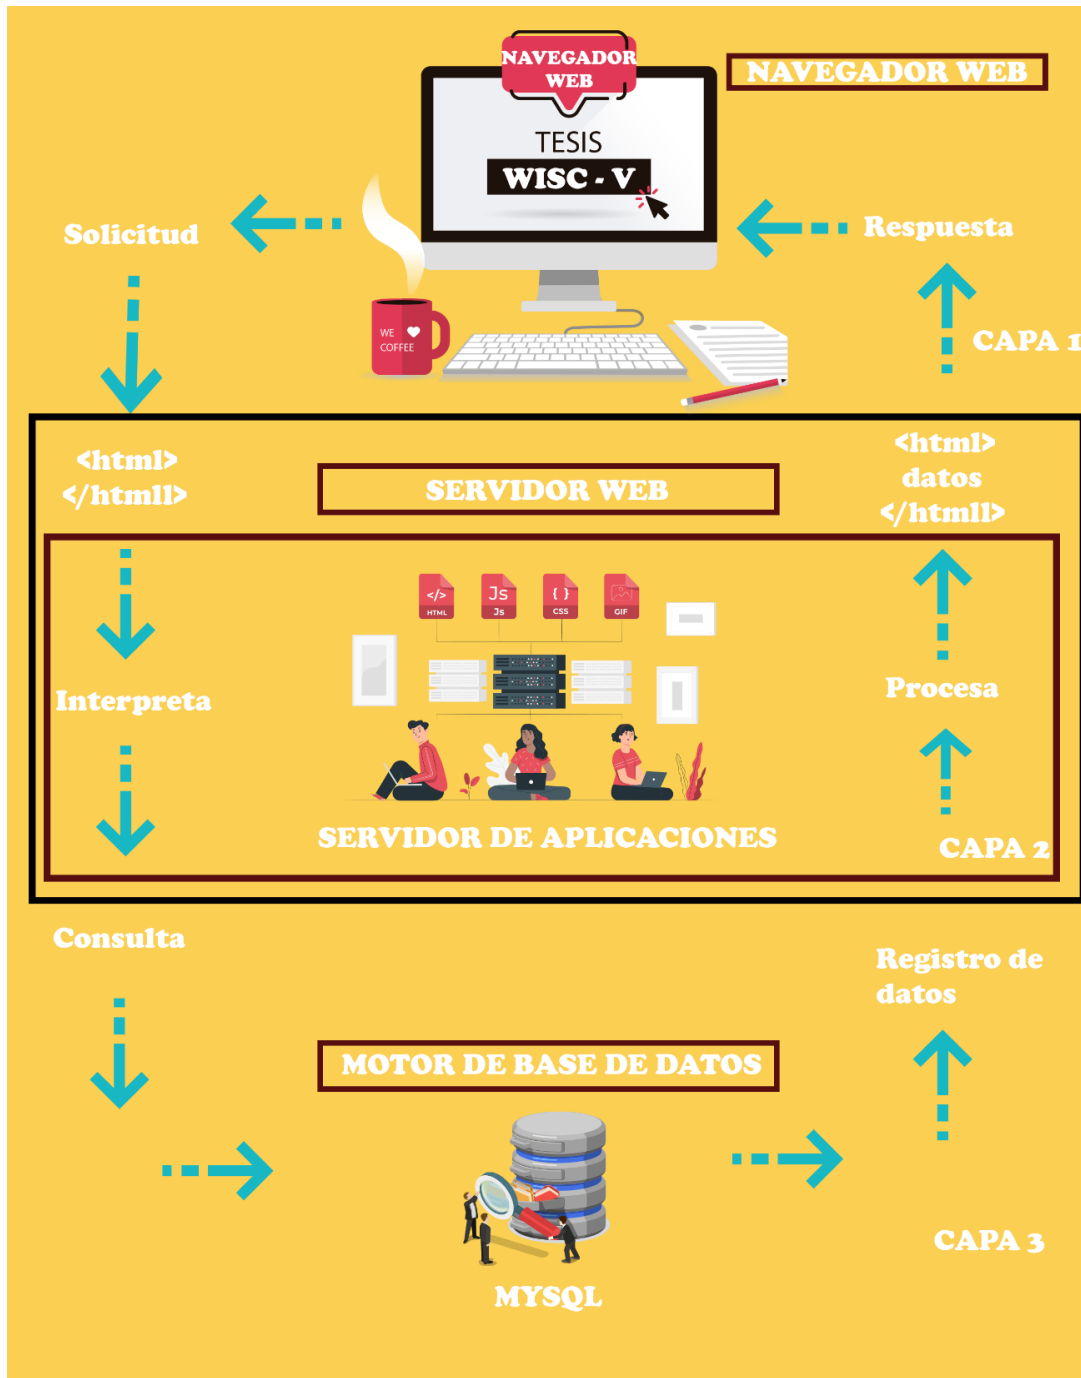 NAVEGADOR
WEB
NAVEGADOR WEB
TESIS
WISC - V
Solicitud
Respuesta
WE
COFFEE
CAPA 1
<html>
</htmll>
SERVIDOR WEB
<html>
datos
</htmll>
</>
HTML
Js
Js
{ }
CSS
GIF
Interpreta
Procesa
SERVIDOR DE APLICACIONES
CAPA 2
Consulta
Registro de
datos
MOTOR DE BASE DE DATOS
CAPA 3
MYSQL